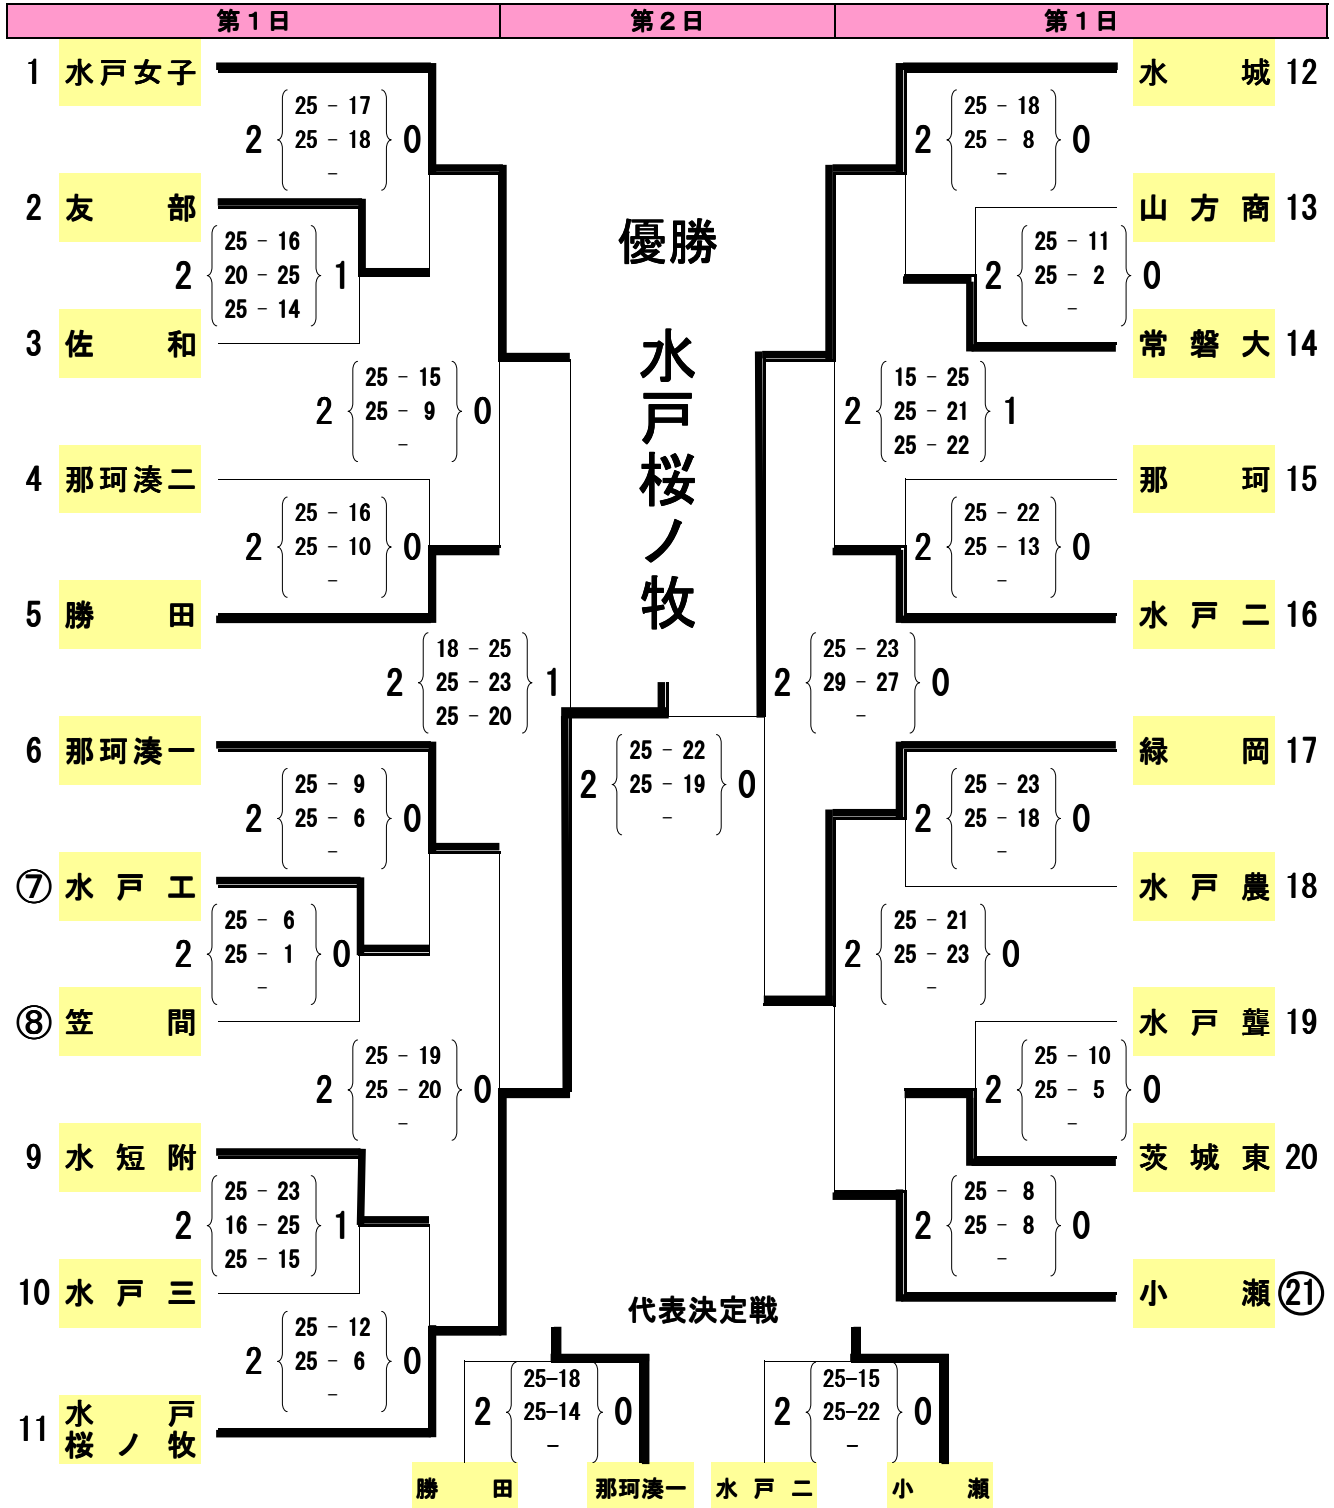 第１日 第２日 第１日
1 水戸女子
25 - 17
2 25 - 18 0
-
2 友部
25 - 16
2 20 - 25 1
25 - 14
3 佐和
25 - 15
2 25 - 9 0
-
4 那珂湊二
25 - 16
2 25 - 10 0
-
5 勝田
18 - 25
2 25 - 23 1
25 - 20
6 那珂湊一
25 - 9
2 25 - 6 0
-
⑦ 水戸工
25 - 6
2 25 - 1 0
-
⑧ 笠間
25 - 19
2 25 - 20 0
-
9 水短附
25 - 23
2 16 - 25 1
25 - 15
10 水戸三
25 - 12
2 25 - 6 0
-
11 水戸
桜ノ牧
優勝
水戸桜ノ牧
25 - 22
2 25 - 19 0
-
水城 12
25 - 18
2 25 - 8 0
-
山方商 13
25 - 11
2 25 - 2 0
-
常磐大 14
15 - 25
2 25 - 21 1
25 - 22
那珂 15
25 - 22
2 25 - 13 0
-
水戸二 16
25 - 23
2 29 - 27 0
-
緑岡 17
25 - 23
2 25 - 18 0
-
水戸農 18
25 - 21
2 25 - 23 0
-
水戸聾 19
25 - 10
2 25 - 5 0
-
茨城東 20
25 - 8
2 25 - 8 0
-
小瀬 ㉑
代表決定戦
25-18
2 25-14 0
-
勝田 那珂湊一
25-15
2 25-22 0
-
水戸二 小瀬